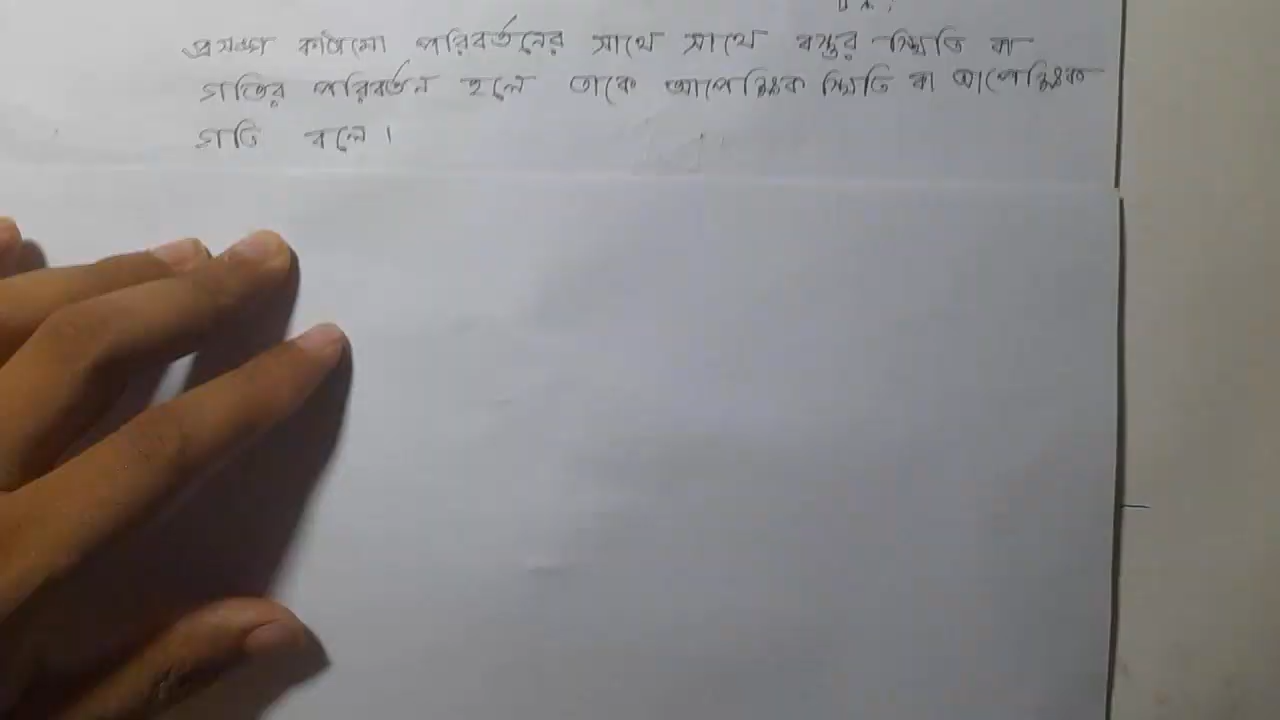 প্রসঙ্গ কাঠামো পরিবর্তনের সাথে সাথে বস্তুর স্থিতি বা
গতির পরিবর্তন হলে তাকে আপেক্ষিক স্থিতি বা আপেক্ষিক
গতি বলে।